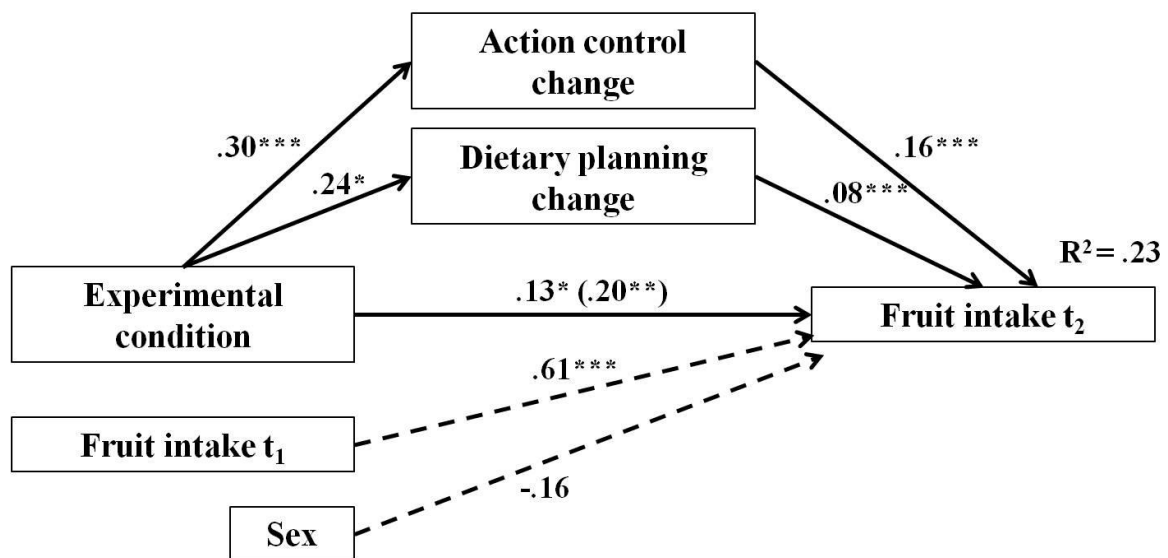 Action control
change
.30***
.16***
Dietary planning
change
.24*
.08***
R² = .23
Experimental
condition
.13* (.20**)
Fruit intake t₂
.61***
Fruit intake t₁
-.16
Sex